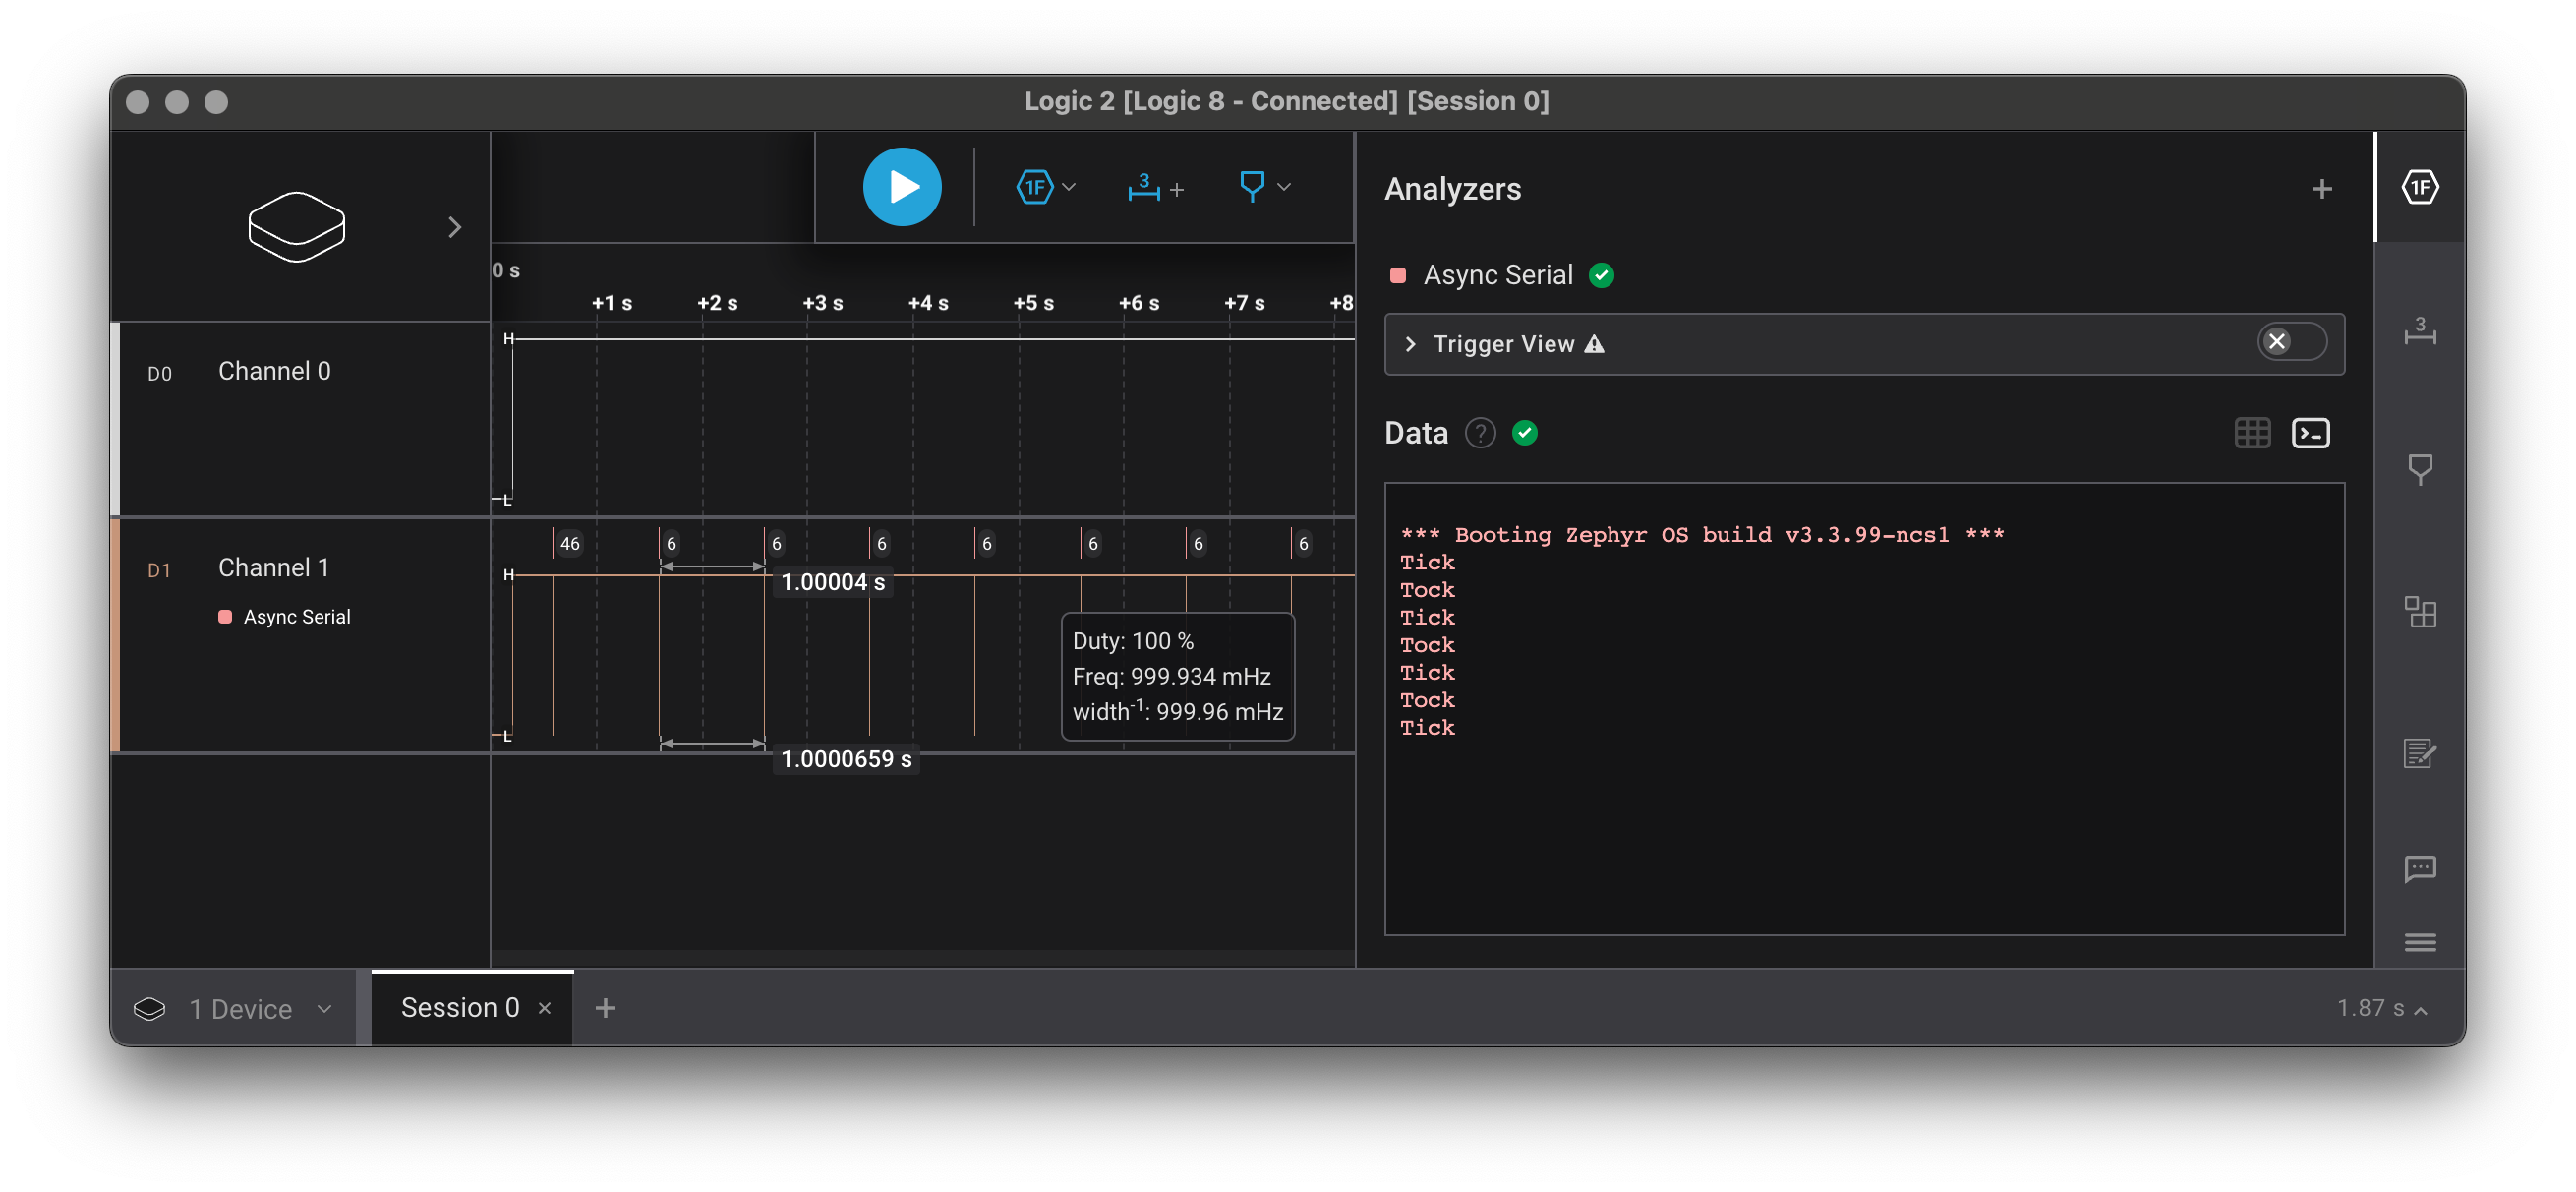 Logic 2 [Logic 8 - Connected] [Session 0]
1F
3
0 s
+1 s +2 s +3 s +4 s +5 s +6 s +7 s +8
D0 Channel 0
H
L
D1 Channel 1
Async Serial
46 6 6 6 6 6 6 6
H
1.00004 s
Duty: 100 %
Freq: 999.934 mHz
width-1: 999.96 mHz
L
1.0000659 s
Analyzers
Async Serial
Trigger View
Data ?
*** Booting Zephyr OS build v3.3.99-ncs1 ***
Tick
Tock
Tick
Tock
Tick
Tock
Tick
1F
3
1 Device
Session 0
1.87 s